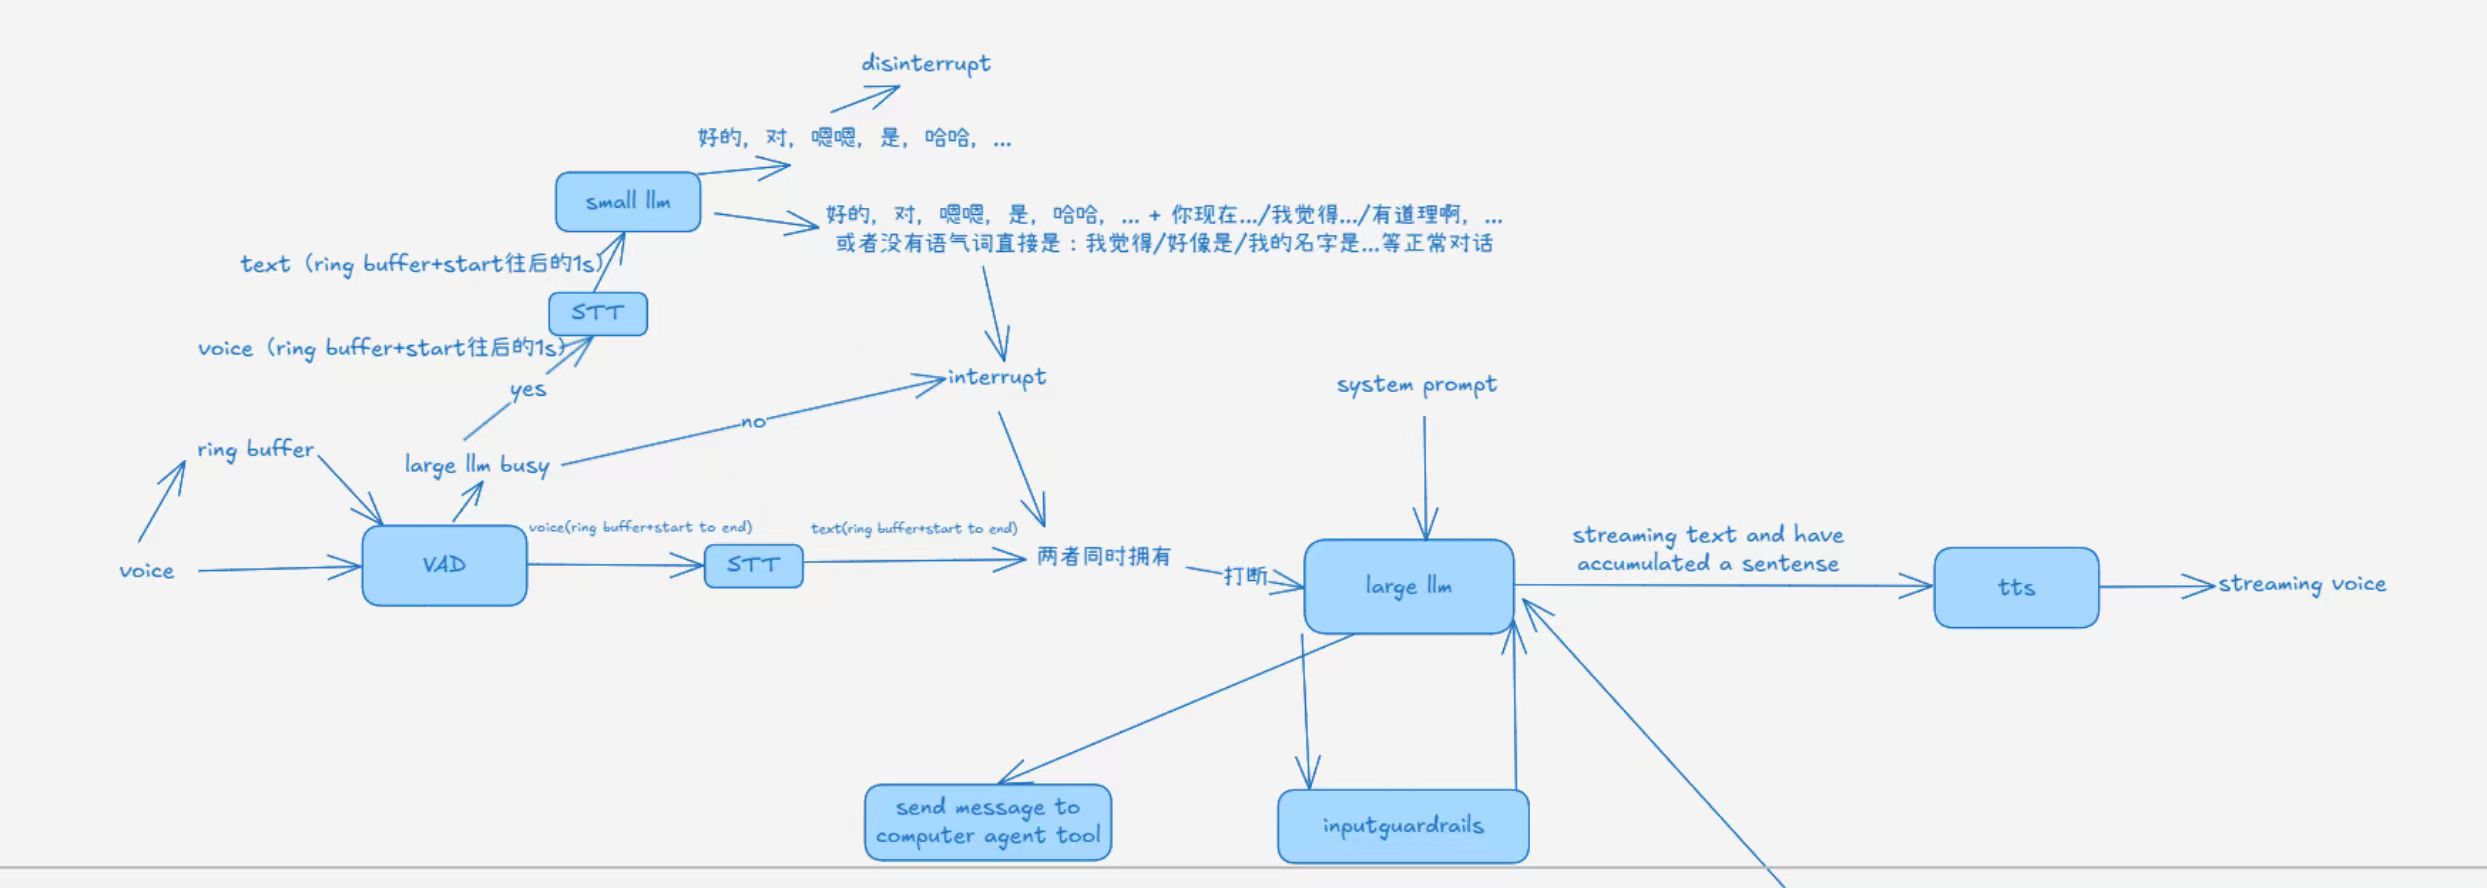 disinterrupt
好的，对，嗯嗯，是，哈哈，...
small llm
好的，对，嗯嗯，是，哈哈，... + 你现在.../我觉得.../有道理啊，...
或者没有语气词直接是：我觉得/好像是/我的名字是...等正常对话
text（ring buffer+start往后的1s）
STT
voice（ring buffer+start往后的1s）
yes
interrupt
system prompt
no
ring buffer
large llm busy
voice(ring buffer+start to end)
text(ring buffer+start to end)
voice
VAD
STT
两者同时拥有
打断
large llm
streaming text and have
accumulated a sentence
tts
streaming voice
send message to
computer agent tool
inputguardrails